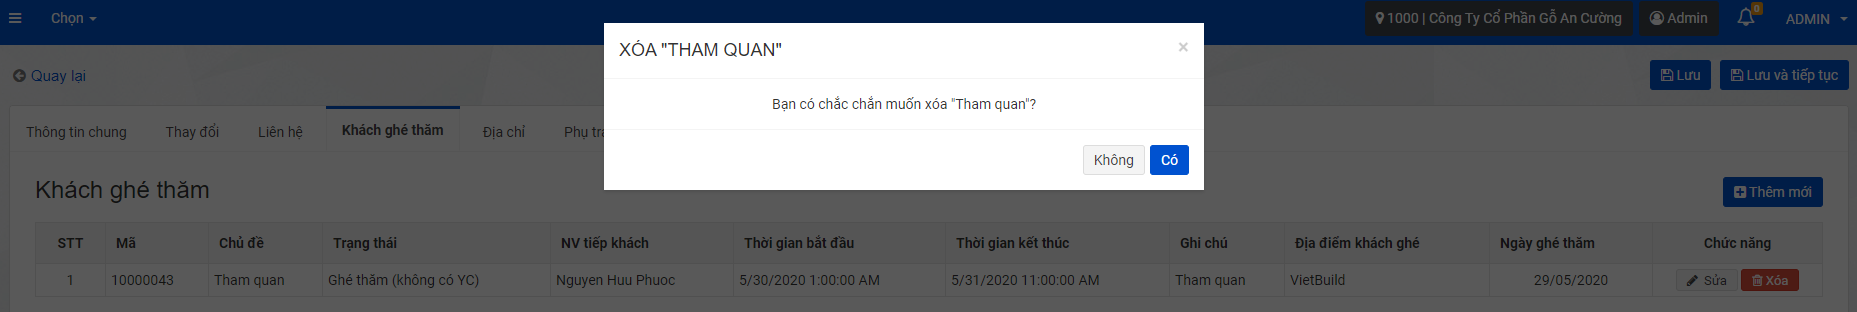 Chọn
1000 | Công Ty Cổ Phần Gỗ An Cường
Admin
0
ADMIN
XÓA "THAM QUAN"
×
Quay lại
Lưu
Lưu và tiếp tục
Bạn có chắc chắn muốn xóa "Tham quan"?
Thông tin chung
Thay đổi
Liên hệ
Khách ghé thăm
Địa chỉ
Phụ tra
Không
Có
Khách ghé thăm
Thêm mới
STT Mã Chủ đề Trạng thái NV tiếp khách Thời gian bắt đầu Thời gian kết thúc Ghi chú Địa điểm khách ghé Ngày ghé thăm Chức năng
1 10000043 Tham quan Ghé thăm (không có YC) Nguyen Huu Phuoc 5/30/2020 1:00:00 AM 5/31/2020 11:00:00 AM Tham quan VietBuild 29/05/2020 Sửa Xóa